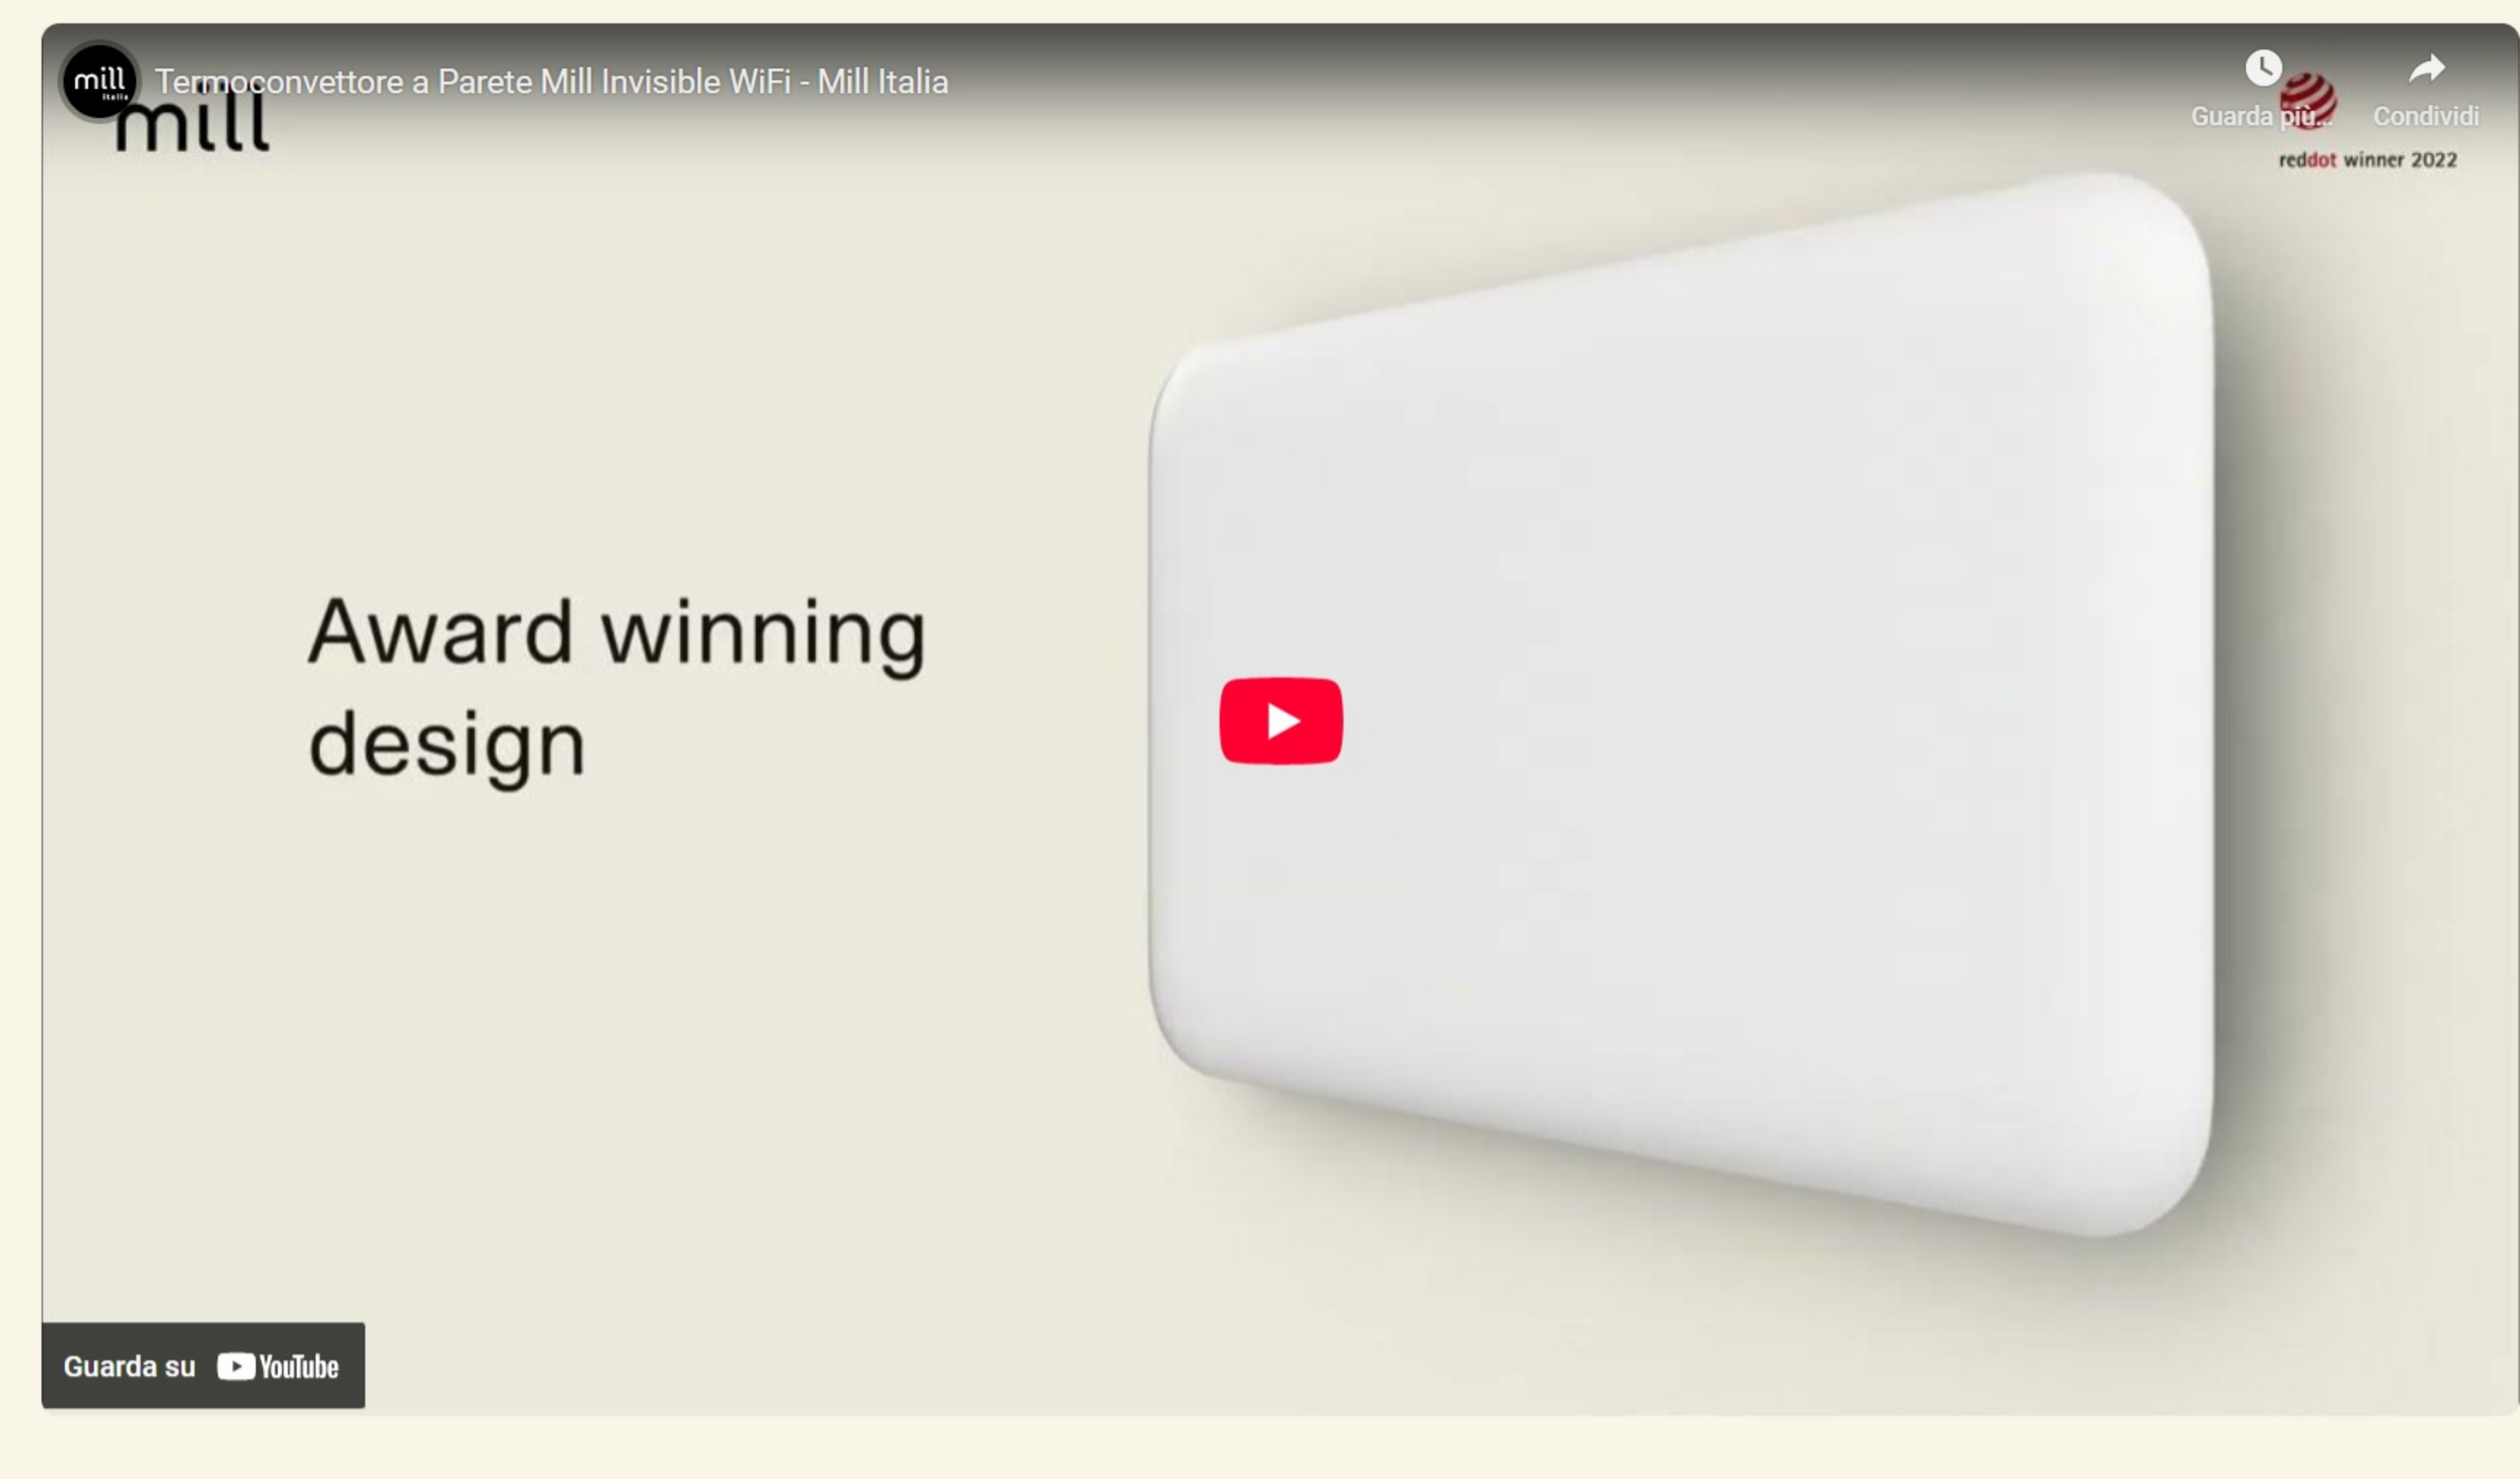 mill
italia
Termoconvettore a Parete Mill Invisible WiFi - Mill Italia
Guarda più...
Condividi
mill
reddot winner 2022
Award winning
design
Guarda su YouTube